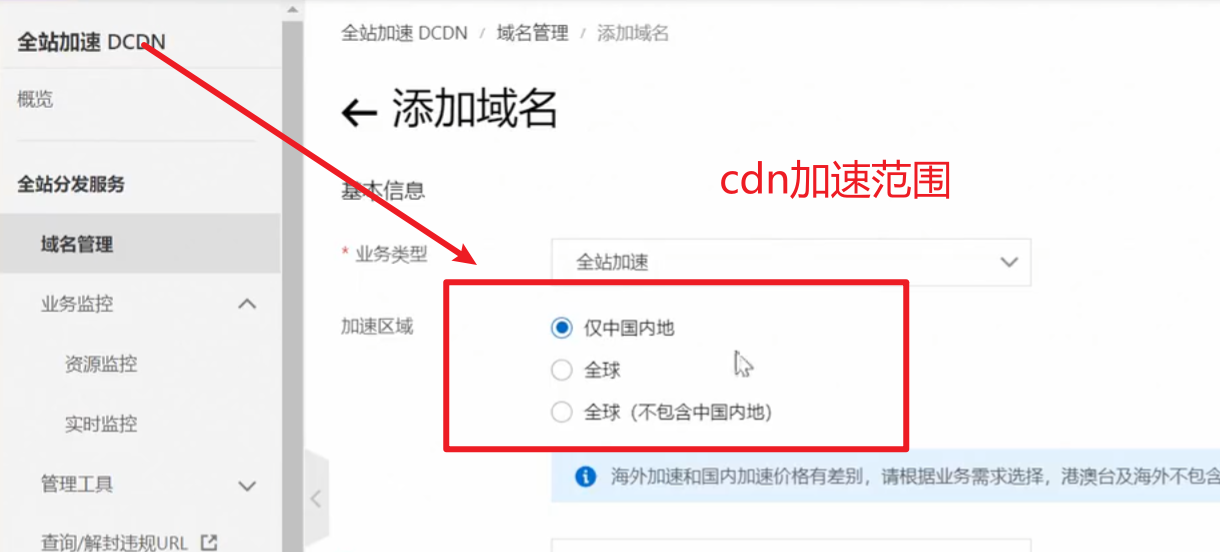 全站加速 DCDN
概览
全站分发服务
域名管理
业务监控
资源监控
实时监控
管理工具
查询/解封违规URL
全站加速 DCDN / 域名管理 / 添加域名
添加域名
cdn加速范围
基本信息
* 业务类型
全站加速
加速区域
仅中国内地
全球
全球（不包含中国内地）
海外加速和国内加速价格有差别，请根据业务需求选择，港澳台及海外不包含